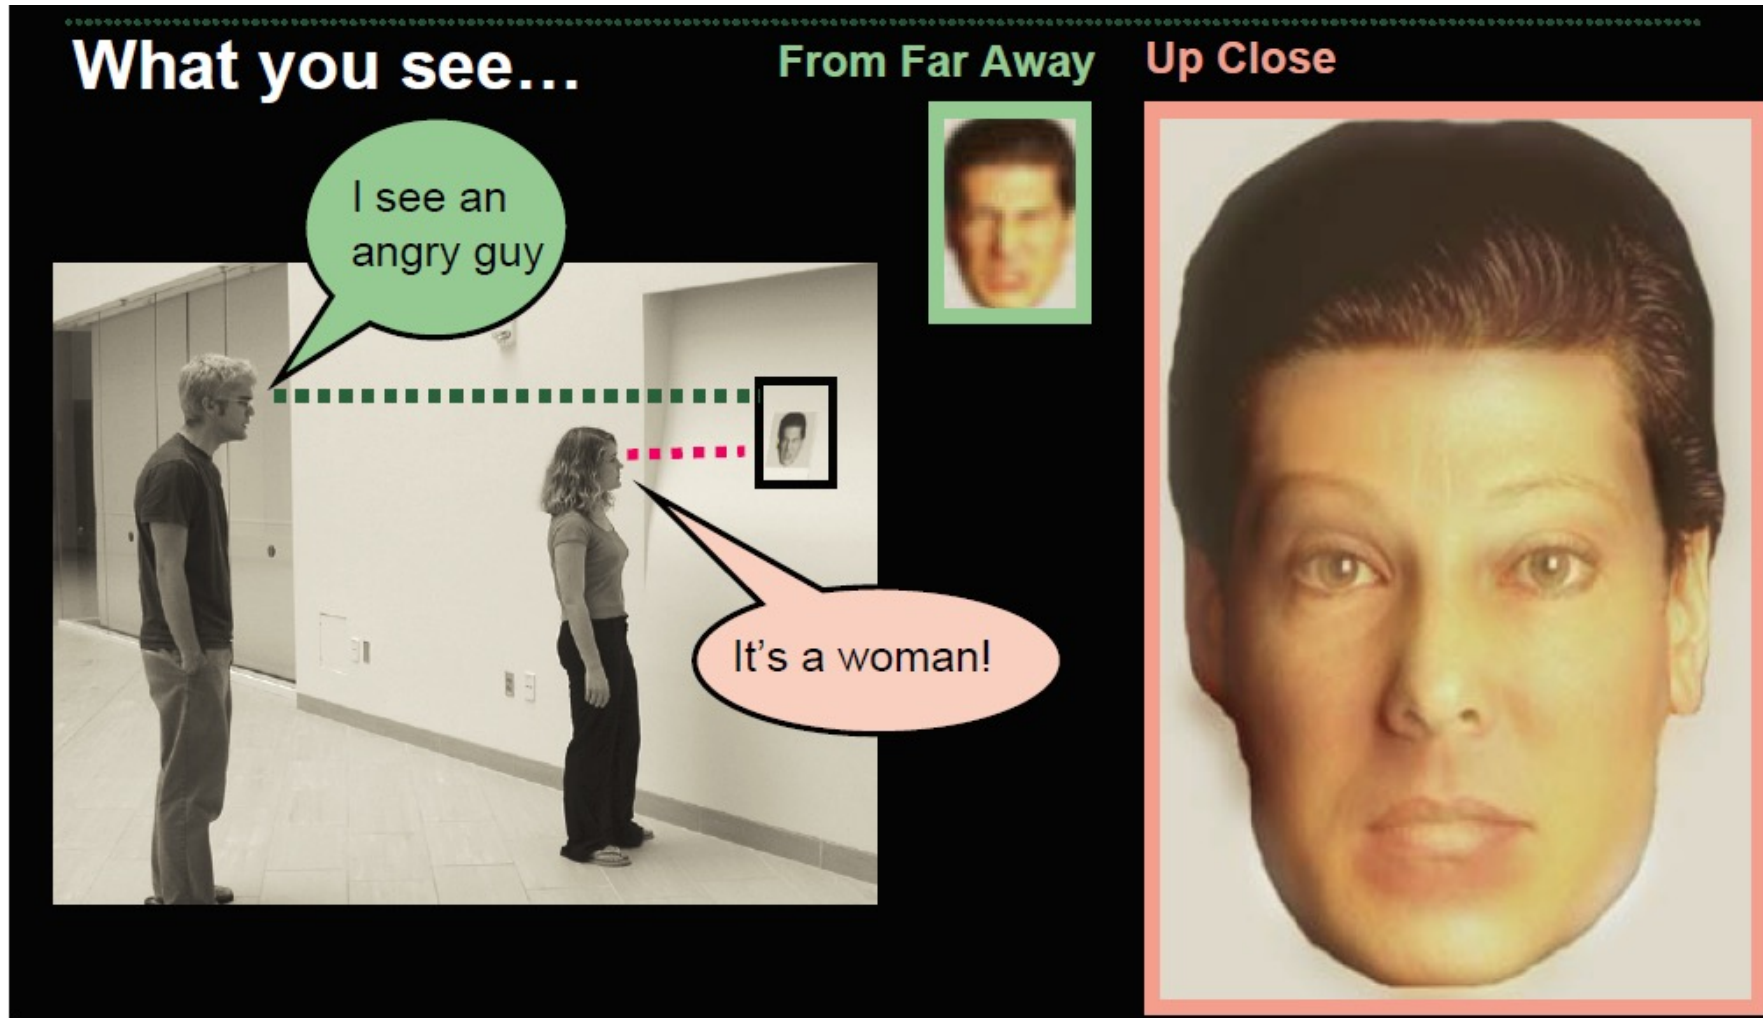 What you see…
From Far Away
Up Close
I see an
angry guy
It’s a woman!